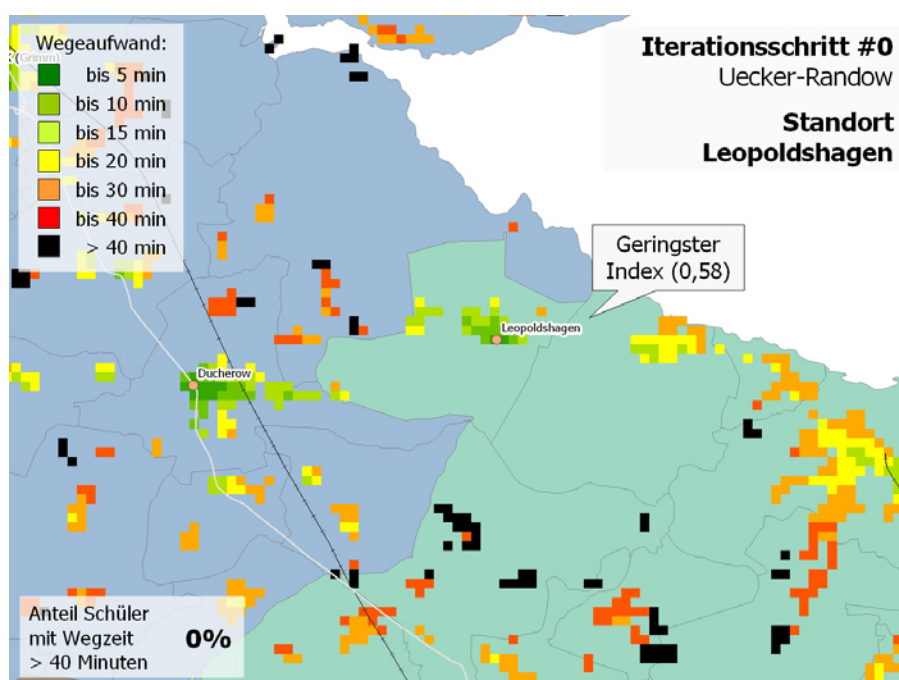 Wegeaufwand:
(Grimm)
bis 5 min
bis 10 min
bis 15 min
bis 20 min
bis 30 min
bis 40 min
> 40 min
Iterationsschritt #0
Uecker-Randow
Standort
Leopoldshagen
Geringster
Index (0,58)
Leopoldshagen
Ducherow
Anteil Schüler
mit Wegzeit 0%
> 40 Minuten